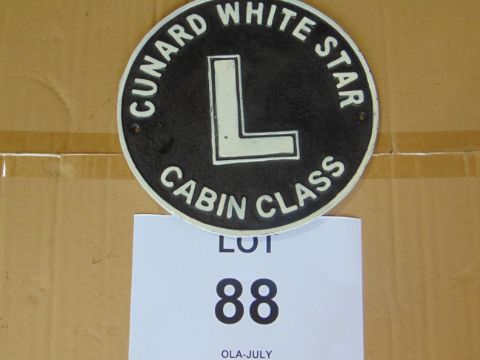 CUNARD WHITE STAR
L
CABIN CLASS
LOT
88
OLA-JULY